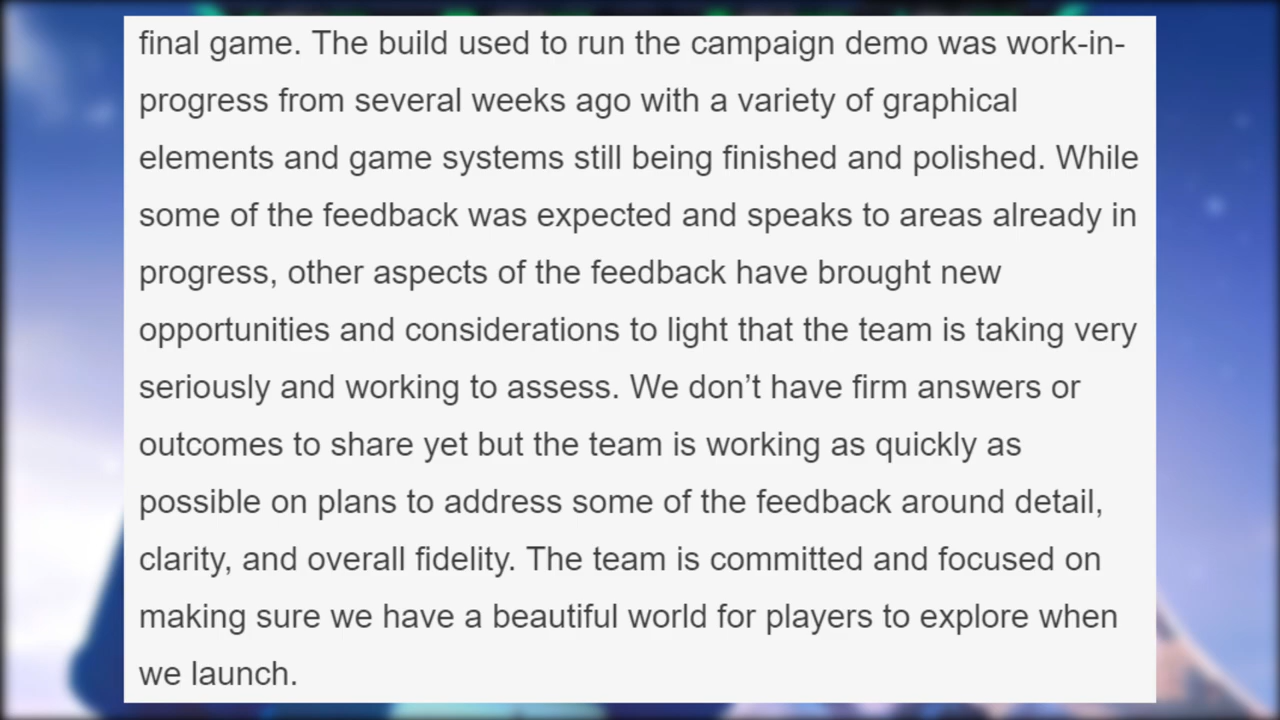 final game. The build used to run the campaign demo was work-in-
progress from several weeks ago with a variety of graphical
elements and game systems still being finished and polished. While
some of the feedback was expected and speaks to areas already in
progress, other aspects of the feedback have brought new
opportunities and considerations to light that the team is taking very
seriously and working to assess. We don’t have firm answers or
outcomes to share yet but the team is working as quickly as
possible on plans to address some of the feedback around detail,
clarity, and overall fidelity. The team is committed and focused on
making sure we have a beautiful world for players to explore when
we launch.